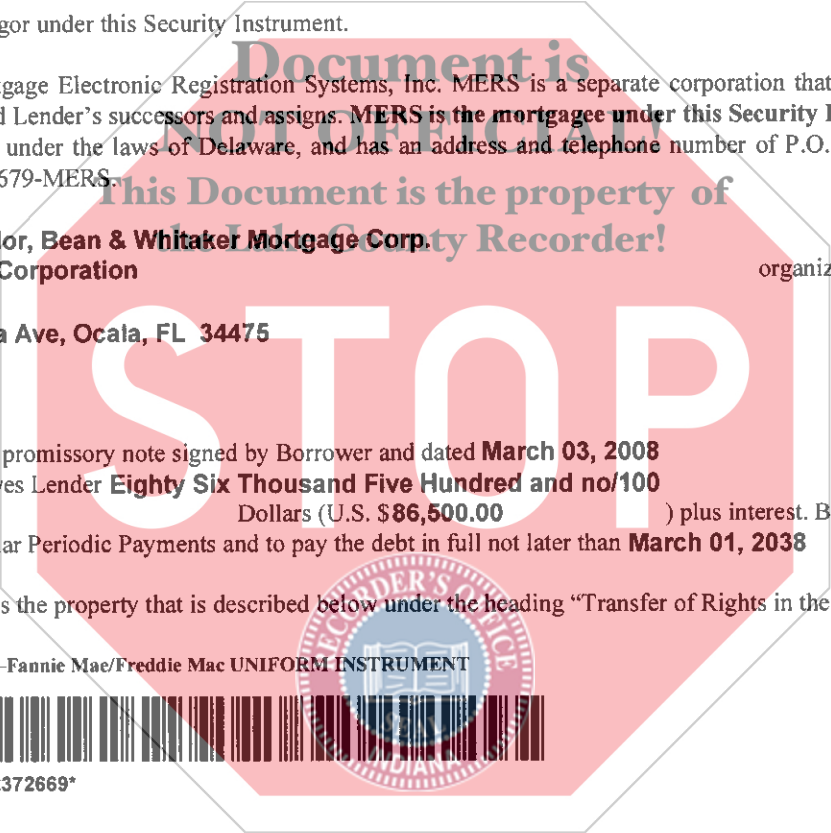 gor under this Security Instrument.
Document is
tgage Electronic Registration Systems, Inc. MERS is a separate corporation that
d Lender's successors and assigns. MERS is the mortgagee under this Security I
NOT OFFICIAL!
under the laws of Delaware, and has an address and telephone number of P.O.
679-MERS.
This Document is the property of
the Lake County Recorder!
lor, Bean & Whitaker Mortgage Corp.
Corporation organiz
a Ave, Ocala, FL 34475
STOP
promissory note signed by Borrower and dated March 03, 2008
es Lender Eighty Six Thousand Five Hundred and no/100
Dollars (U.S. $86,500.00 ) plus interest. B
ar Periodic Payments and to pay the debt in full not later than March 01, 2038
s the property that is described below under the heading “Transfer of Rights in the
RECORDER'S OFFICE
–Fannie Mae/Freddie Mac UNIFORM INSTRUMENT
SEAL
INDIANA
372669*